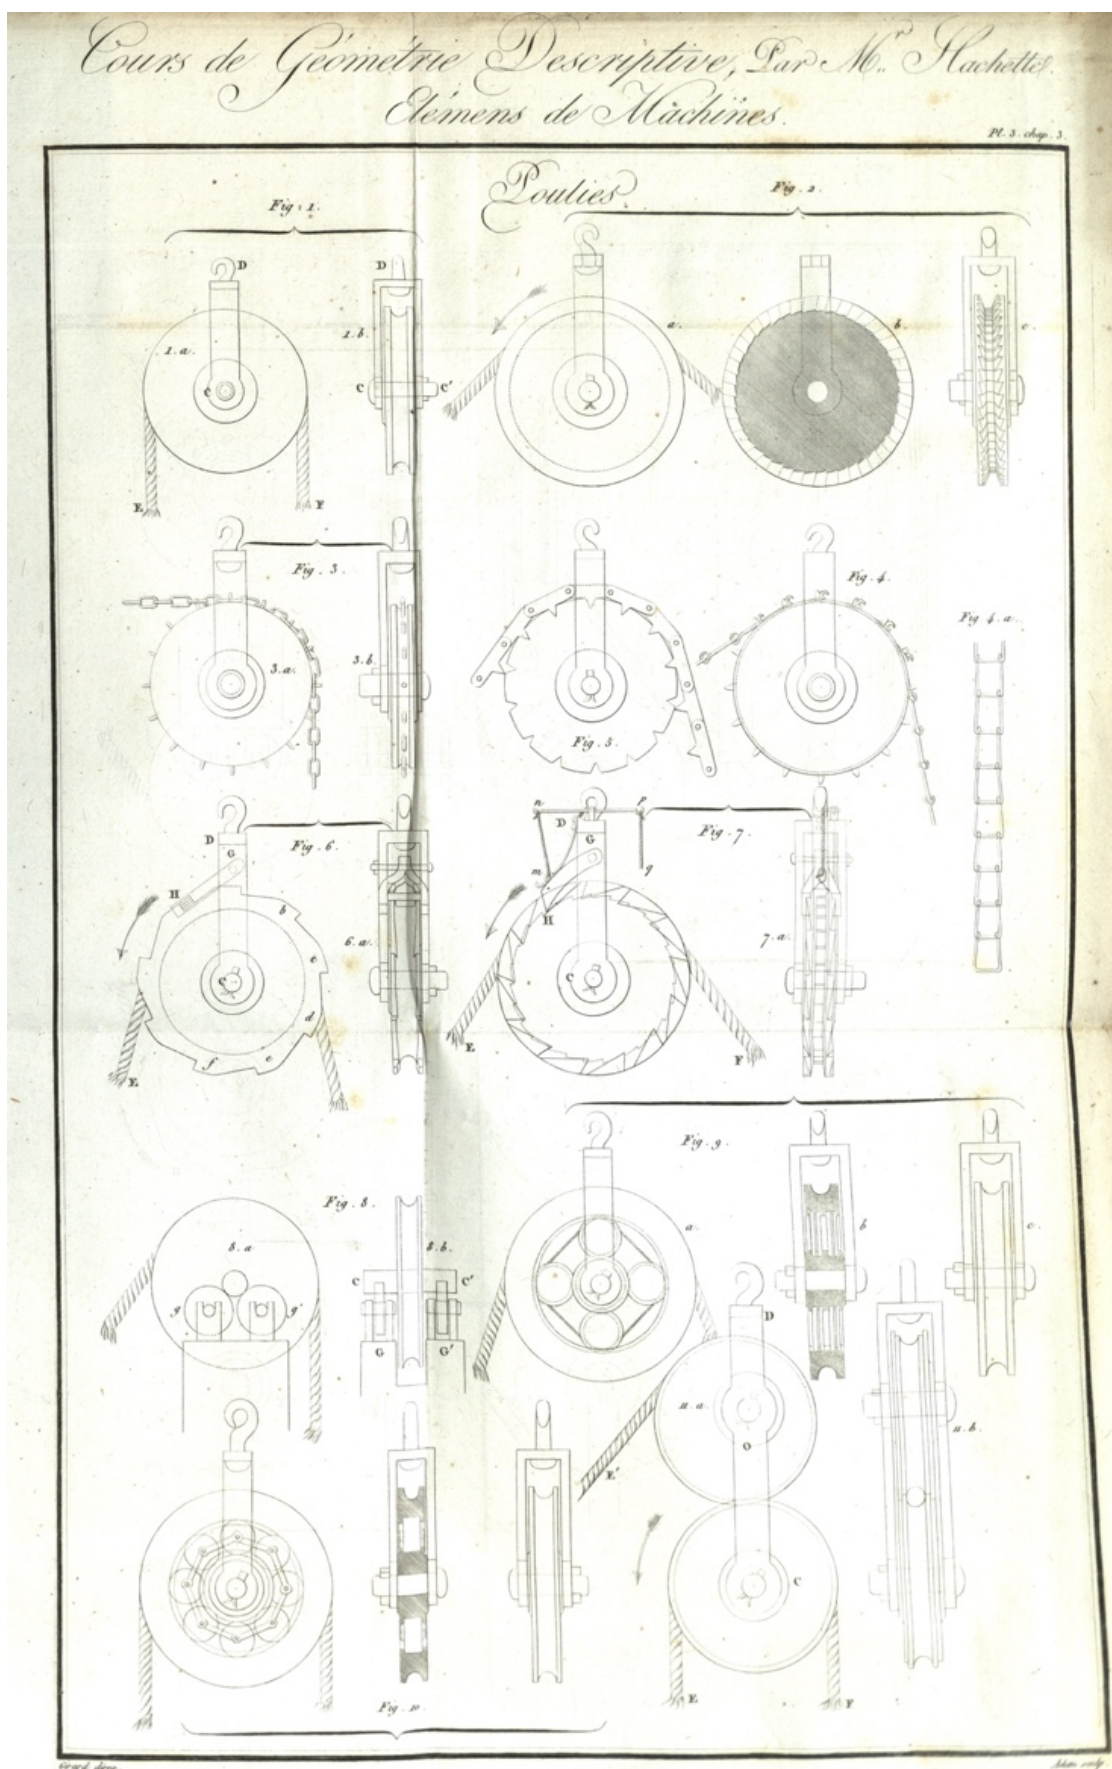 Cours de Géométrie Descriptive, Par Mr. Hachette.
Elémens de Machines.
Pl. 3. chap. 3.
Poulies
Fig. 1.
Fig. 2.
D
D
1.a.
1.b.
a.
b.
c.
C
C
C'
E
F
Fig. 3.
Fig. 4.
Fig. 4. a.
3.a.
3.b.
Fig. 5.
n
p
D
D
G
G
Fig. 6.
Fig. 7.
m
q
H
H
b
c
6.a.
7.a.
C
C
d
f
e
E
E
F
Fig. 9.
Fig. 8.
a.
b
c.
8.a
8.b.
C
C'
g
g'
G
G'
D
11.a.
11.b.
O
E'
C
E
F
Fig. 10.
Girard direx.